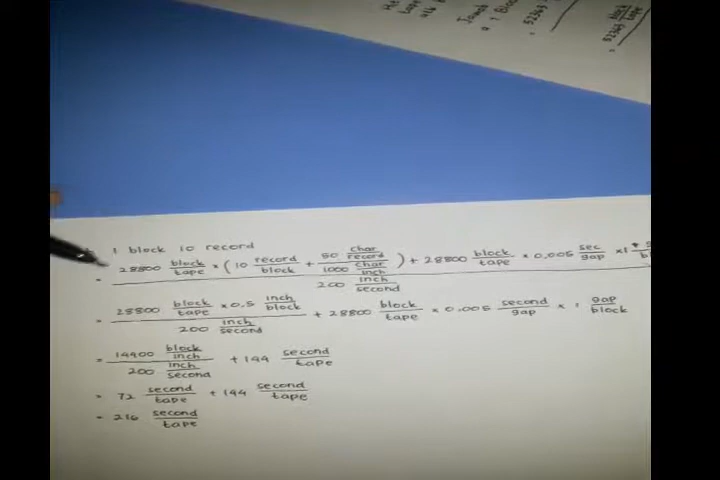 1 block 10 record
= 28800 block/tape × ( 10 record/block + 50 char/record / 1000 char/inch ) + 28800 block/tape × 0.005 sec/gap × 1
200 inch/second
= 28800 block/tape × 0.5 inch/block / 200 inch/second + 28800 block/tape × 0.005 second/gap × 1 gap/block
= 14400 block/inch / 200 inch/second + 144 second/tape
= 72 second/tape + 144 second/tape
= 216 second/tape